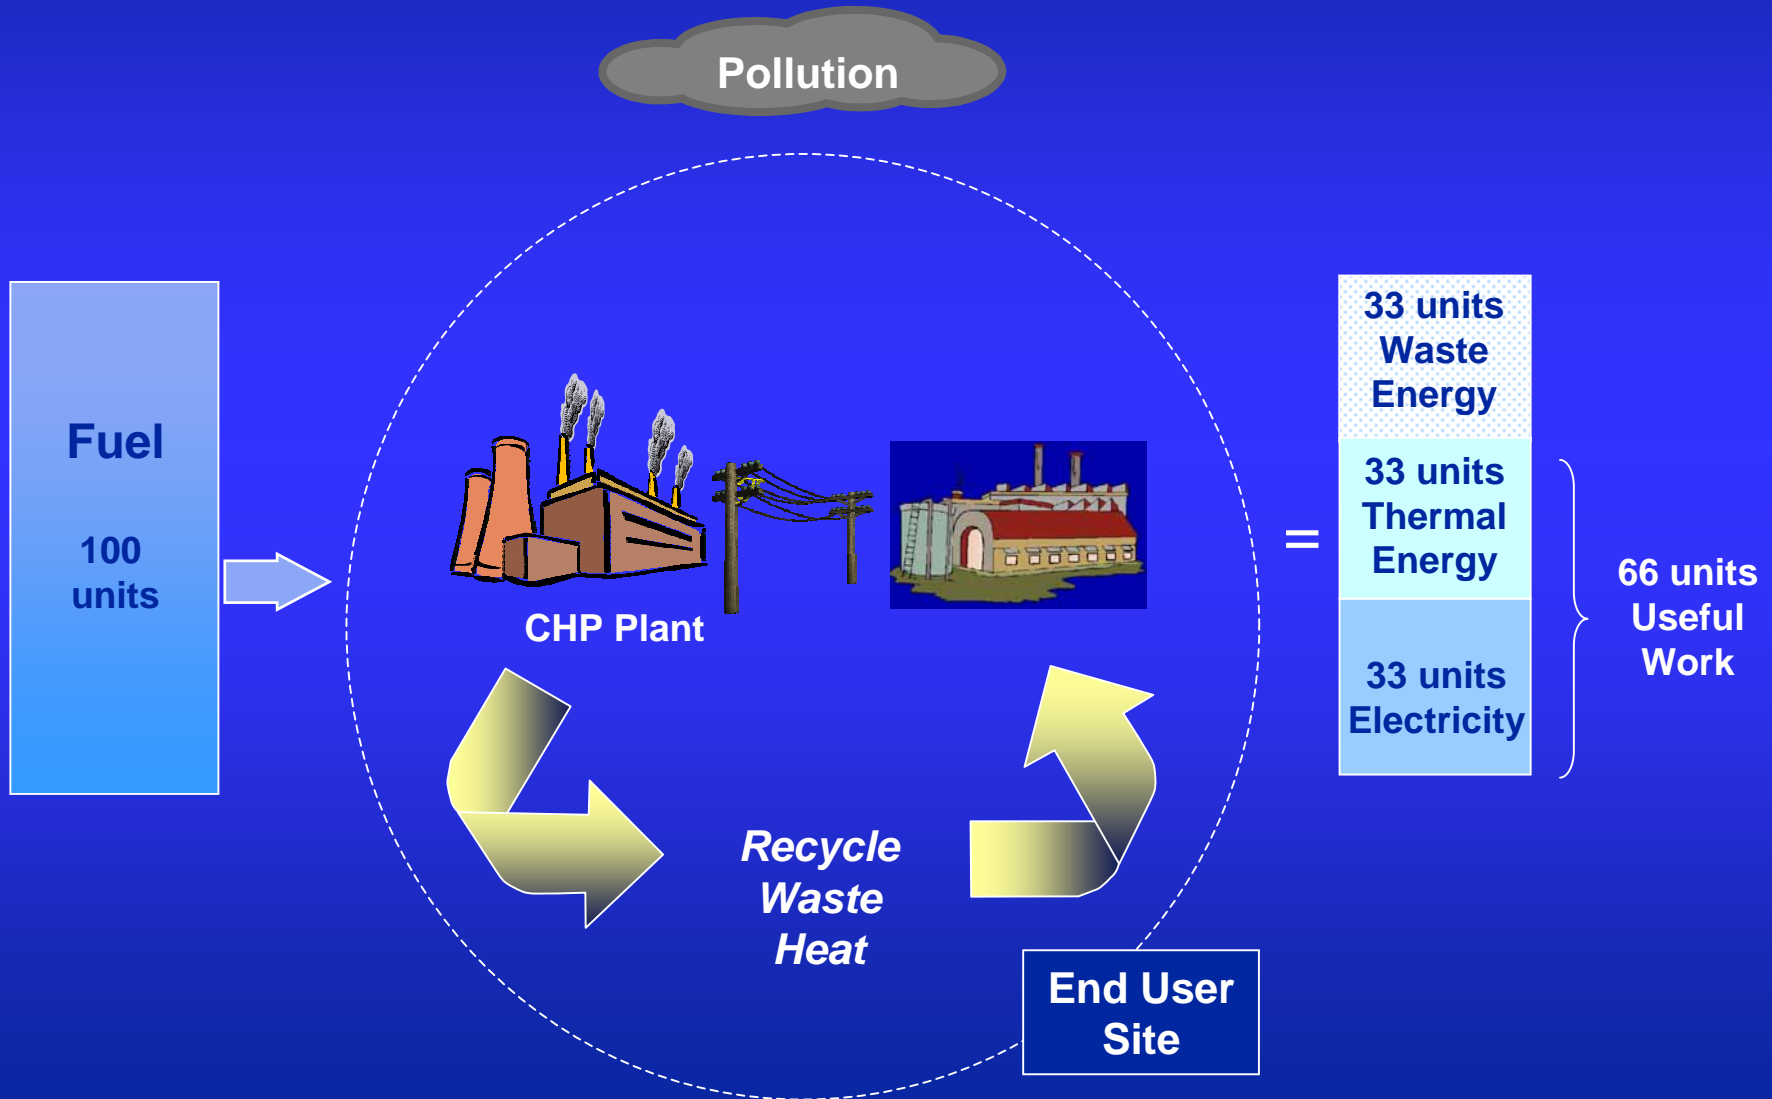 Pollution
Fuel
100
units
CHP Plant
Recycle
Waste
Heat
End User
Site
=
33 units
Waste
Energy
33 units
Thermal
Energy
33 units
Electricity
66 units
Useful
Work